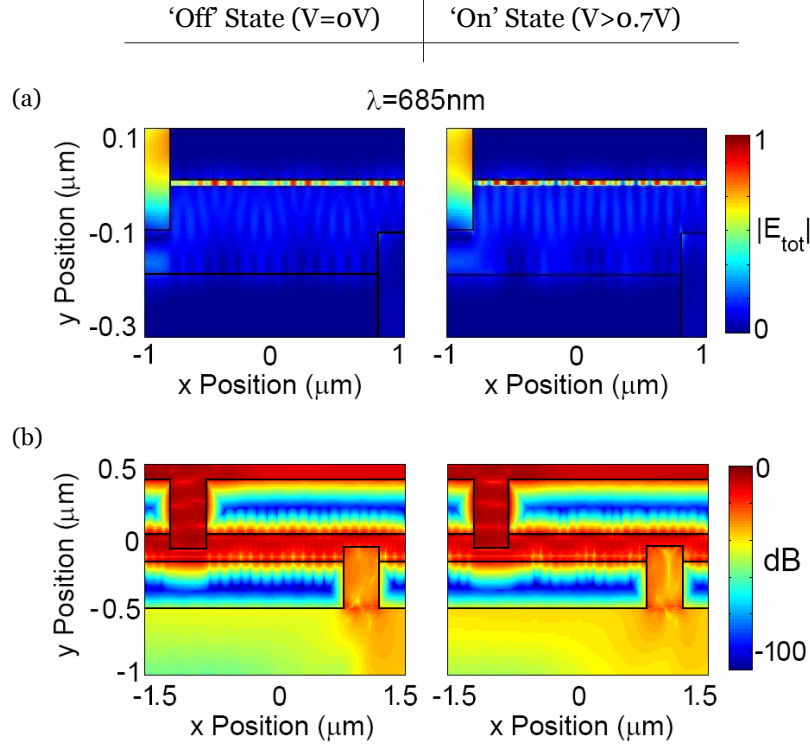 ‘Off’ State (V=0V) ‘On’ State (V>0.7V)
(a)
λ=685nm
y Position (μm)
0.1
-0.1
-0.3
-1 0 1
x Position (μm)
-1 0 1
x Position (μm)
1
|E_tot|
0
(b)
y Position (μm)
0.5
0
-0.5
-1
-1.5 0 1.5
x Position (μm)
-1.5 0 1.5
x Position (μm)
0
dB
-100